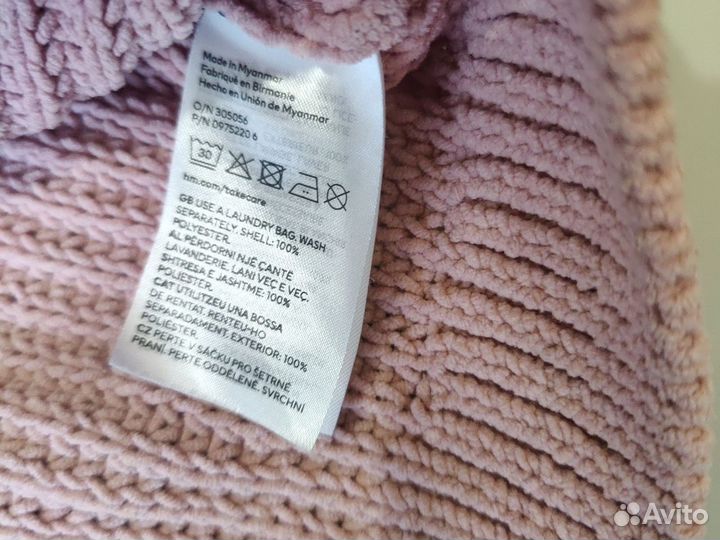 Made in Myanmar
Fabriqué en Birmanie
Hecho en Unión de Myanmar
O/N 305056
P/N 0975220 6
30
hm.com/takecare
GB USE A LAUNDRY BAG. WASH
SEPARATELY. SHELL: 100%
POLYESTER.
AL PËRDORNI NJË ÇANTË
LAVANDERIE. LANI VEÇ E VEÇ.
SHTRESA E JASHTME: 100%
POLIESTER.
CAT UTILITZEU UNA BOSSA
DE RENTAT. RENTEU-HO
SEPARADAMENT. EXTERIOR: 100%
POLIÈSTER.
CZ PERTE V SÁČKU PRO ŠETRNÉ
PRANÍ. PERTE ODDĚLENĚ. SVRCHNÍ
Avito